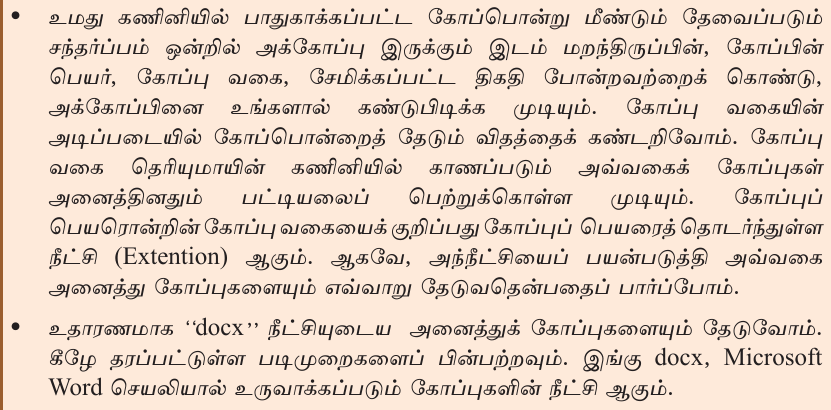 • உமது கணினியில் பாதுகாக்கப்பட்ட கோப்பொன்று மீண்டும் தேவைப்படும்
சந்தர்ப்பம் ஒன்றில் அக்கோப்பு இருக்கும் இடம் மறந்திருப்பின், கோப்பின்
பெயர், கோப்பு வகை, சேமிக்கப்பட்ட திகதி போன்றவற்றைக் கொண்டு,
அக்கோப்பினை உங்களால் கண்டுபிடிக்க முடியும். கோப்பு வகையின்
அடிப்படையில் கோப்பொன்றைத் தேடும் விதத்தைக் கண்டறிவோம். கோப்பு
வகை தெரியுமாயின் கணினியில் காணப்படும் அவ்வகைக் கோப்புகள்
அனைத்தினதும் பட்டியலைப் பெற்றுக்கொள்ள முடியும். கோப்புப்
பெயரொன்றின் கோப்பு வகையைக் குறிப்பது கோப்புப் பெயரைத் தொடர்ந்துள்ள
நீட்சி (Extention) ஆகும். ஆகவே, அந்நீட்சியைப் பயன்படுத்தி அவ்வகை
அனைத்து கோப்புகளையும் எவ்வாறு தேடுவதென்பதைப் பார்ப்போம்.
• உதாரணமாக “docx” நீட்சியுடைய அனைத்துக் கோப்புகளையும் தேடுவோம்.
கீழே தரப்பட்டுள்ள படிமுறைகளைப் பின்பற்றவும். இங்கு docx, Microsoft
Word செயலியால் உருவாக்கப்படும் கோப்புகளின் நீட்சி ஆகும்.